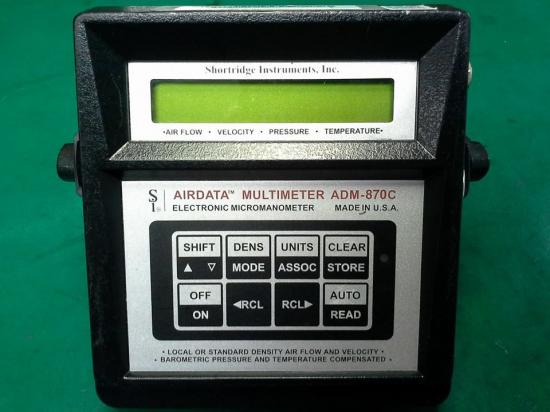 Shortridge Instruments, Inc.
•AIR FLOW • VELOCITY • PRESSURE • TEMPERATURE•
SI® AIRDATA™ MULTIMETER ADM-870C
ELECTRONIC MICROMANOMETER MADE IN U.S.A.
SHIFT DENS UNITS CLEAR
▲ ▽ MODE ASSOC STORE
OFF ◀RCL RCL▶ AUTO
ON READ
• LOCAL OR STANDARD DENSITY AIR FLOW AND VELOCITY •
• BAROMETRIC PRESSURE AND TEMPERATURE COMPENSATED •